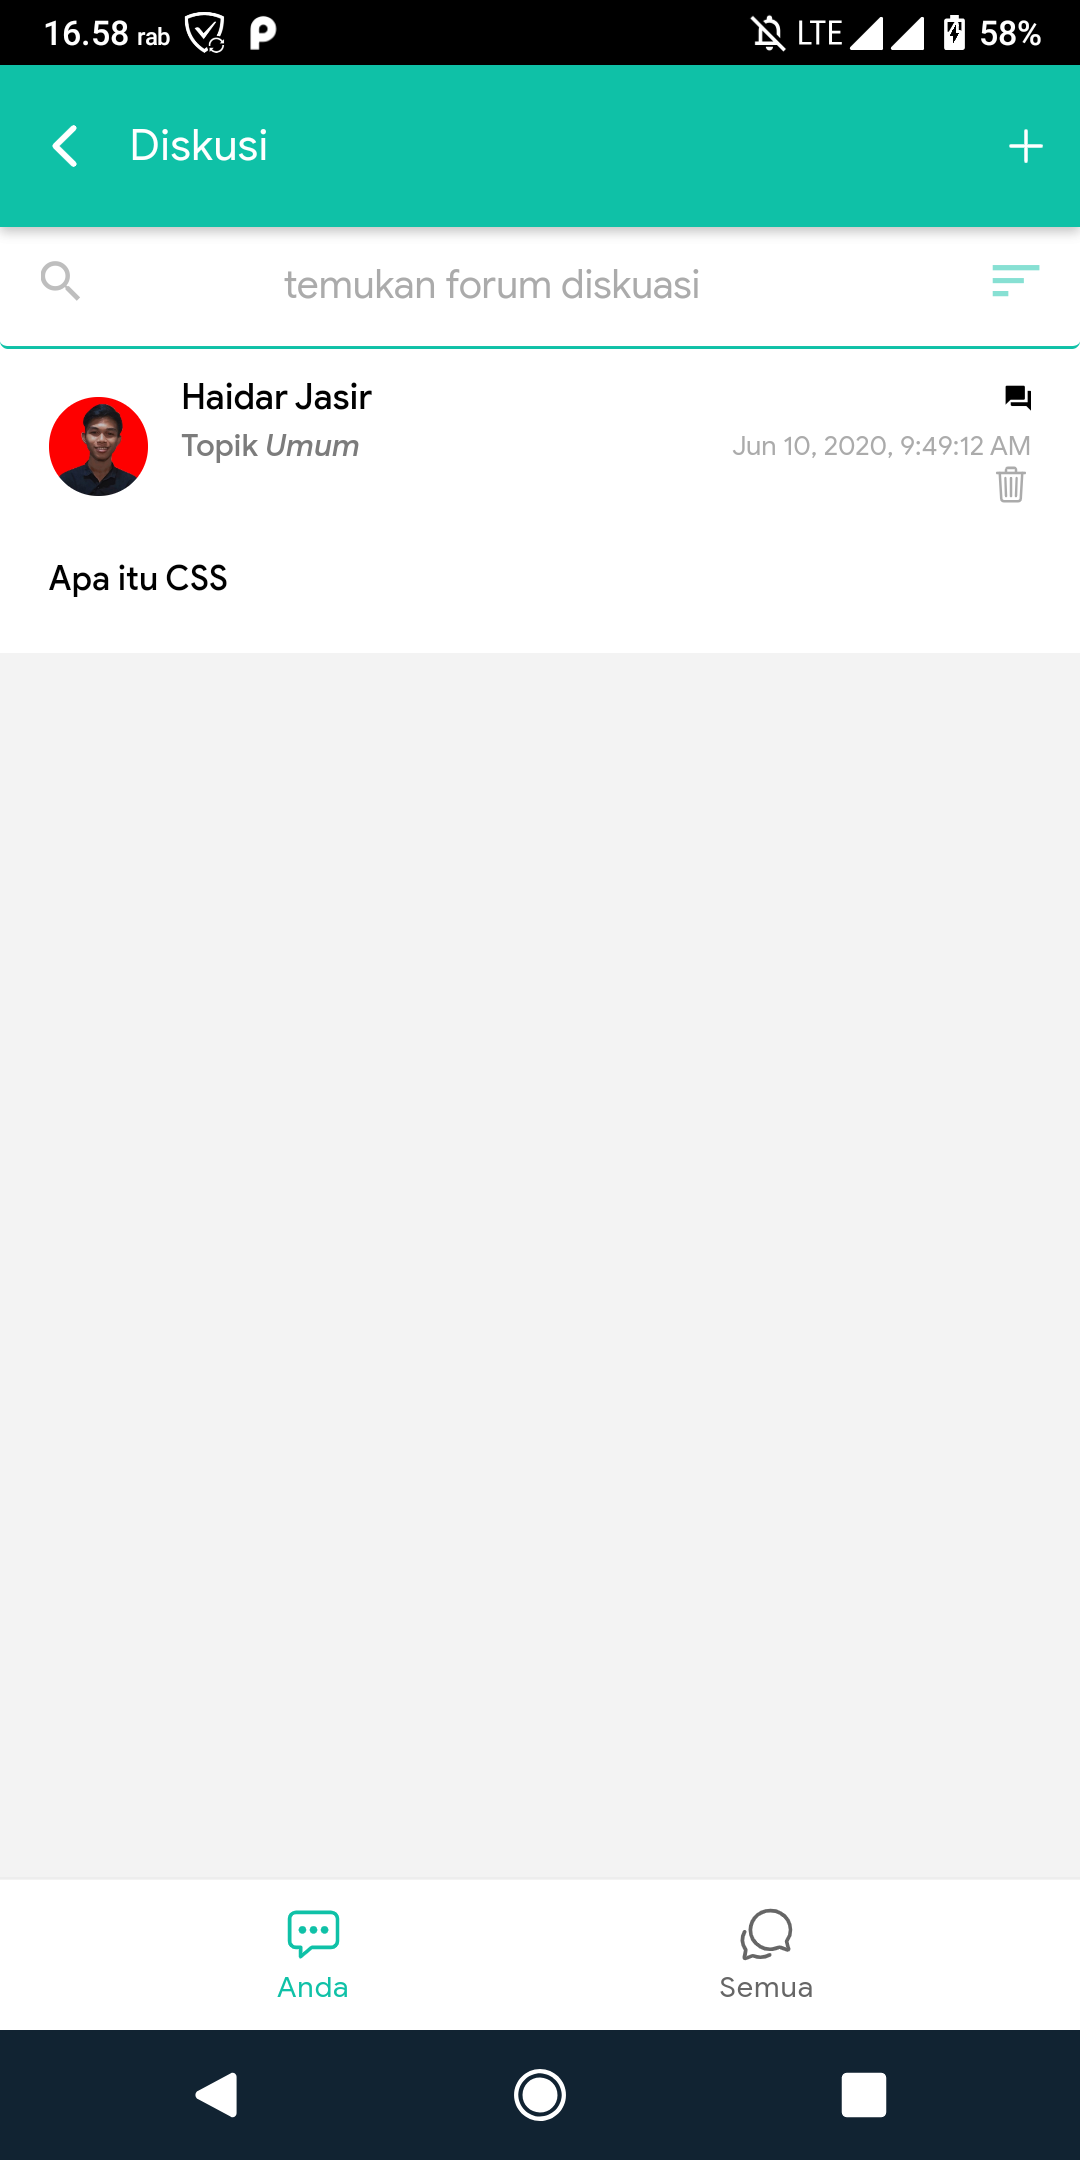 16.58 rab
LTE 58%
Diskusi
temukan forum diskuasi
Haidar Jasir
Topik Umum
Jun 10, 2020, 9:49:12 AM
Apa itu CSS
Anda
Semua